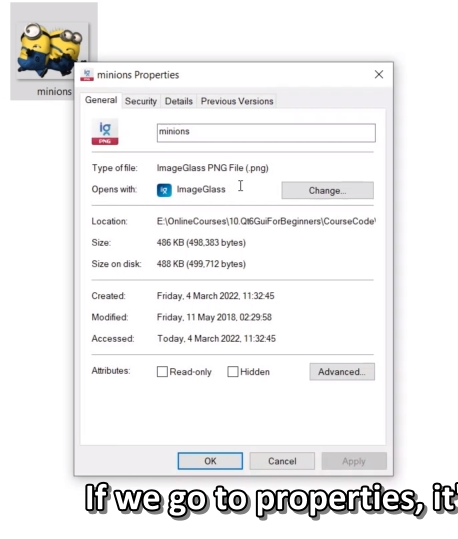 minions
minions Properties
General Security Details Previous Versions
ig
PNG
minions
Type of file: ImageGlass PNG File (.png)
Opens with: ig ImageGlass Change...
Location: E:\OnlineCourses\10.Qt6GuiForBeginners\CourseCode\
Size: 486 KB (498,383 bytes)
Size on disk: 488 KB (499,712 bytes)
Created: Friday, 4 March 2022, 11:32:45
Modified: Friday, 11 May 2018, 02:29:58
Accessed: Today, 4 March 2022, 11:32:45
Attributes: Read-only Hidden Advanced...
OK Cancel Apply
If we go to properties, it'